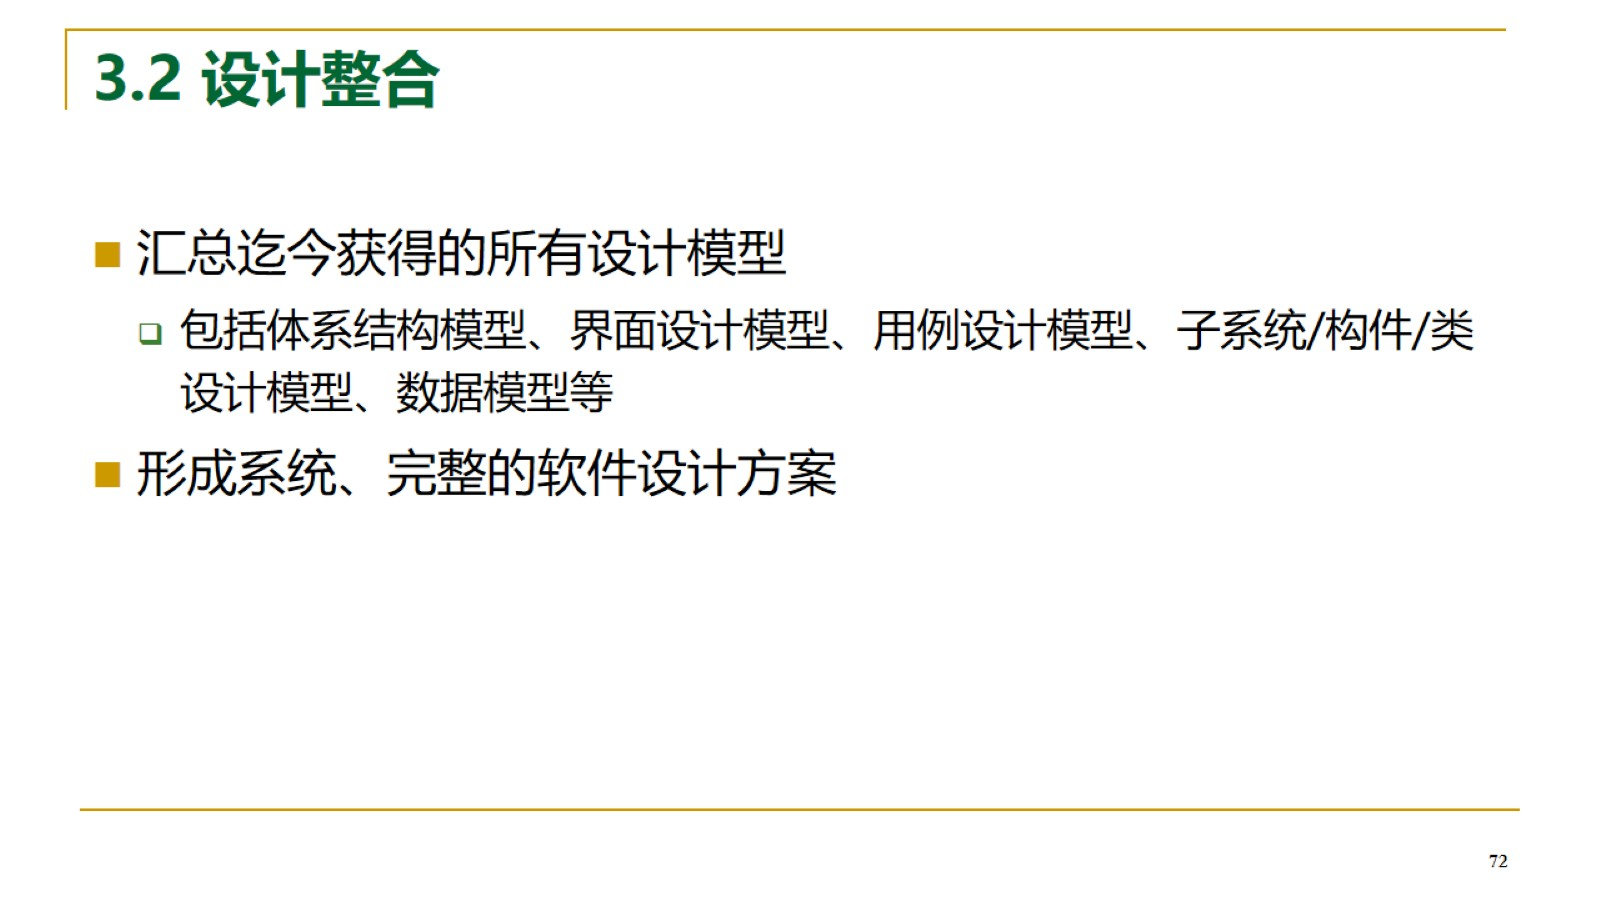 3.2 设计整合
汇总迄今获得的所有设计模型
包括体系结构模型、界面设计模型、用例设计模型、子系统/构件/类
设计模型、数据模型等
形成系统、完整的软件设计方案
72